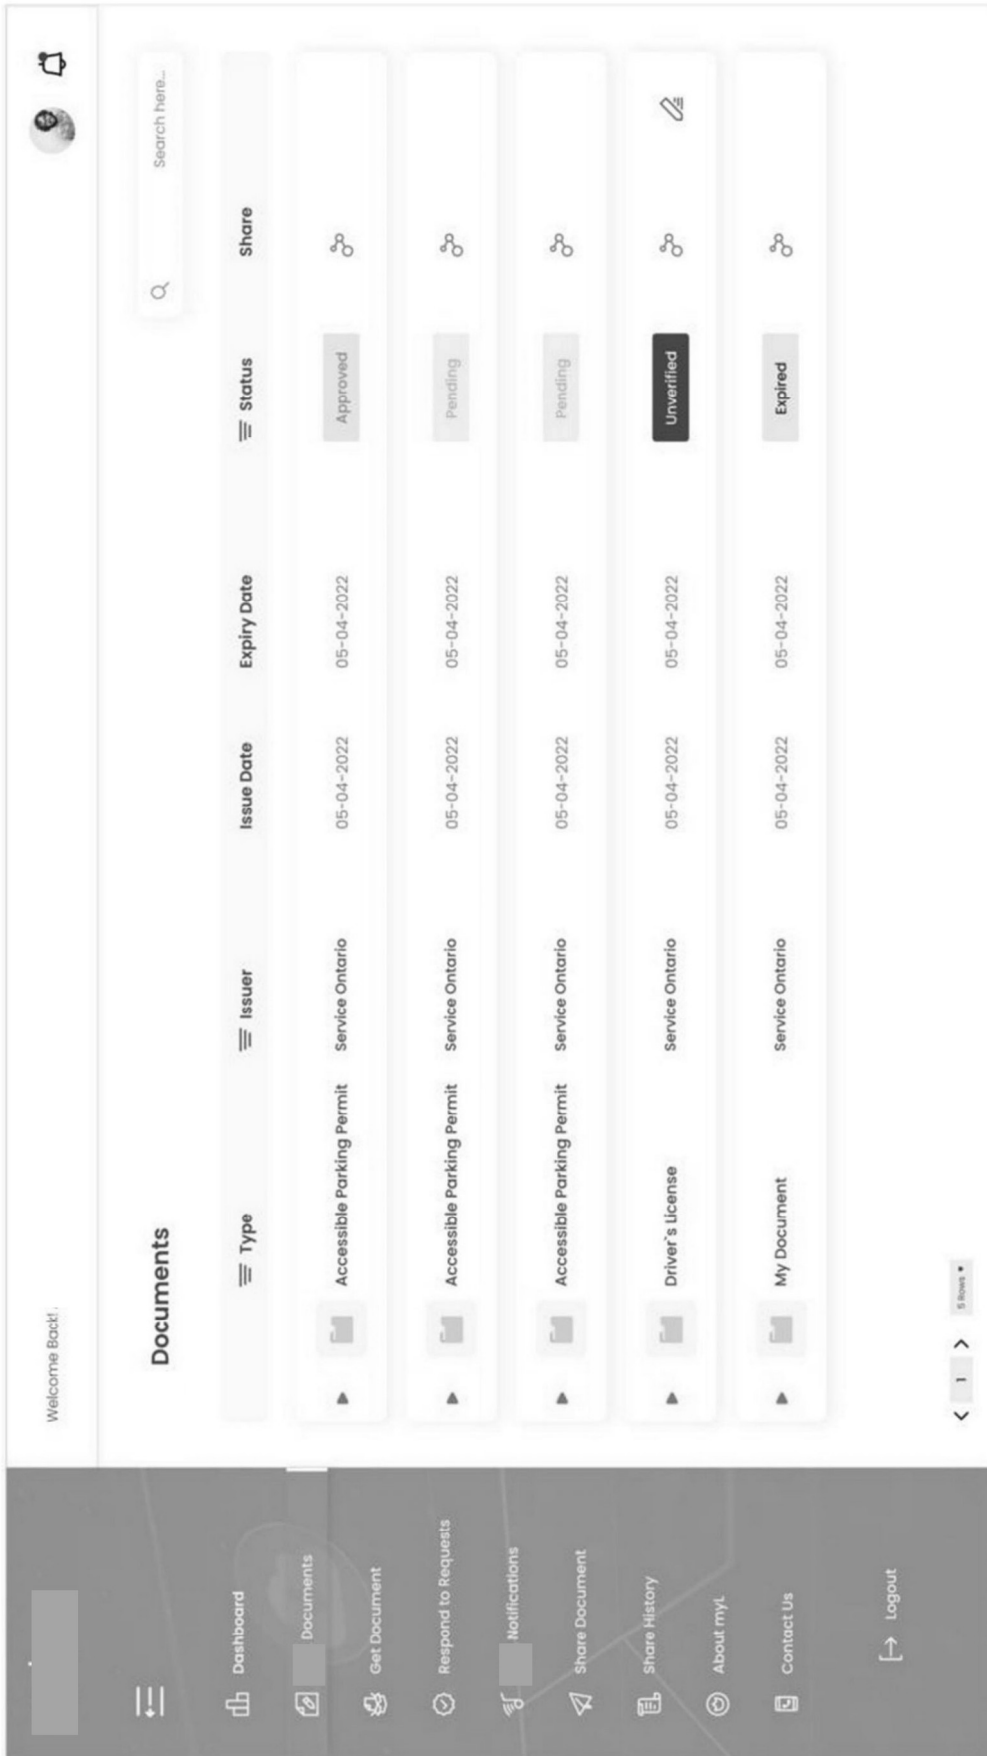 Welcome Back!,
Dashboard
Documents
Get Document
Respond to Requests
Notifications
Share Document
Share History
About myL
Contact Us
Logout
Documents
Search here...
Type Issuer Issue Date Expiry Date Status Share
Accessible Parking Permit Service Ontario 05-04-2022 05-04-2022 Approved
Accessible Parking Permit Service Ontario 05-04-2022 05-04-2022 Pending
Accessible Parking Permit Service Ontario 05-04-2022 05-04-2022 Pending
Driver`s License Service Ontario 05-04-2022 05-04-2022 Unverified
My Document Service Ontario 05-04-2022 05-04-2022 Expired
< 1 > 5 Rows